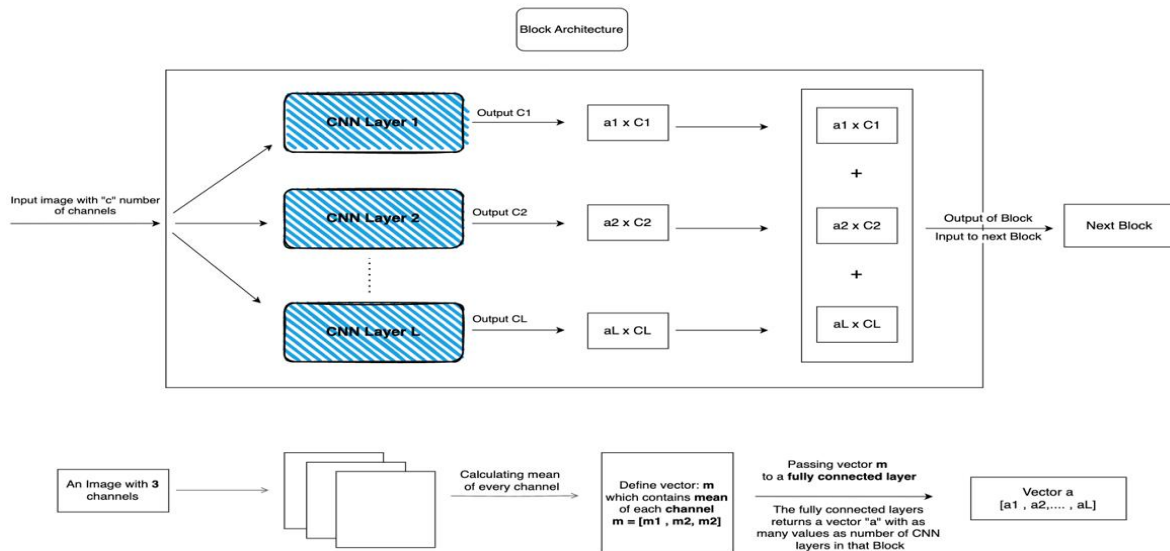 Block Architecture
CNN Layer 1
Output C1
a1 x C1
a1 x C1
+
Input image with "c" number
of channels
CNN Layer 2
Output C2
a2 x C2
a2 x C2
Output of Block
Input to next Block
Next Block
+
CNN Layer L
Output CL
aL x CL
aL x CL
An Image with 3
channels
Calculating mean
of every channel
Define vector: m
which contains mean
of each channel
m = [m1 , m2, m2]
Passing vector m
to a fully connected layer
The fully connected layers
returns a vector "a" with as
many values as number of CNN
layers in that Block
Vector a
[a1 , a2,.... , aL]